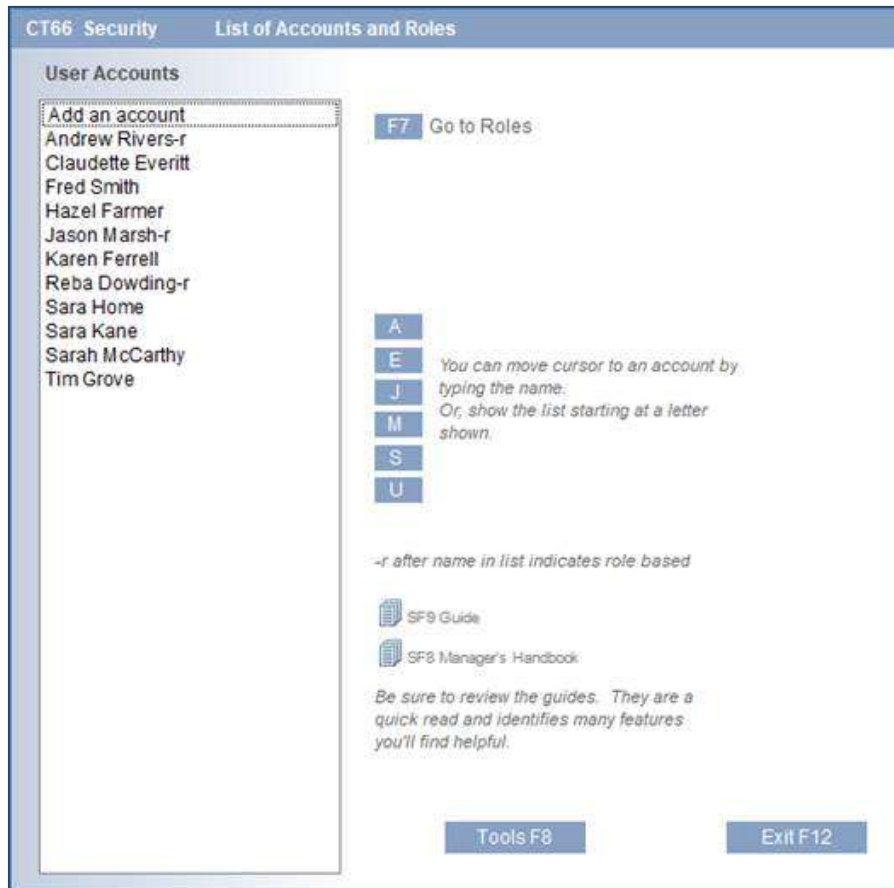 CT66 Security List of Accounts and Roles
User Accounts
Add an account
Andrew Rivers-r
Claudette Everitt
Fred Smith
Hazel Farmer
Jason Marsh-r
Karen Ferrell
Reba Dowding-r
Sara Home
Sara Kane
Sarah McCarthy
Tim Grove
F7 Go to Roles
A
E
J
M
S
U
You can move cursor to an account by
typing the name.
Or, show the list starting at a letter
shown.
-r after name in list indicates role based
SF9 Guide
SF8 Manager's Handbook
Be sure to review the guides. They are a
quick read and identifies many features
you'll find helpful.
Tools F8
Exit F12